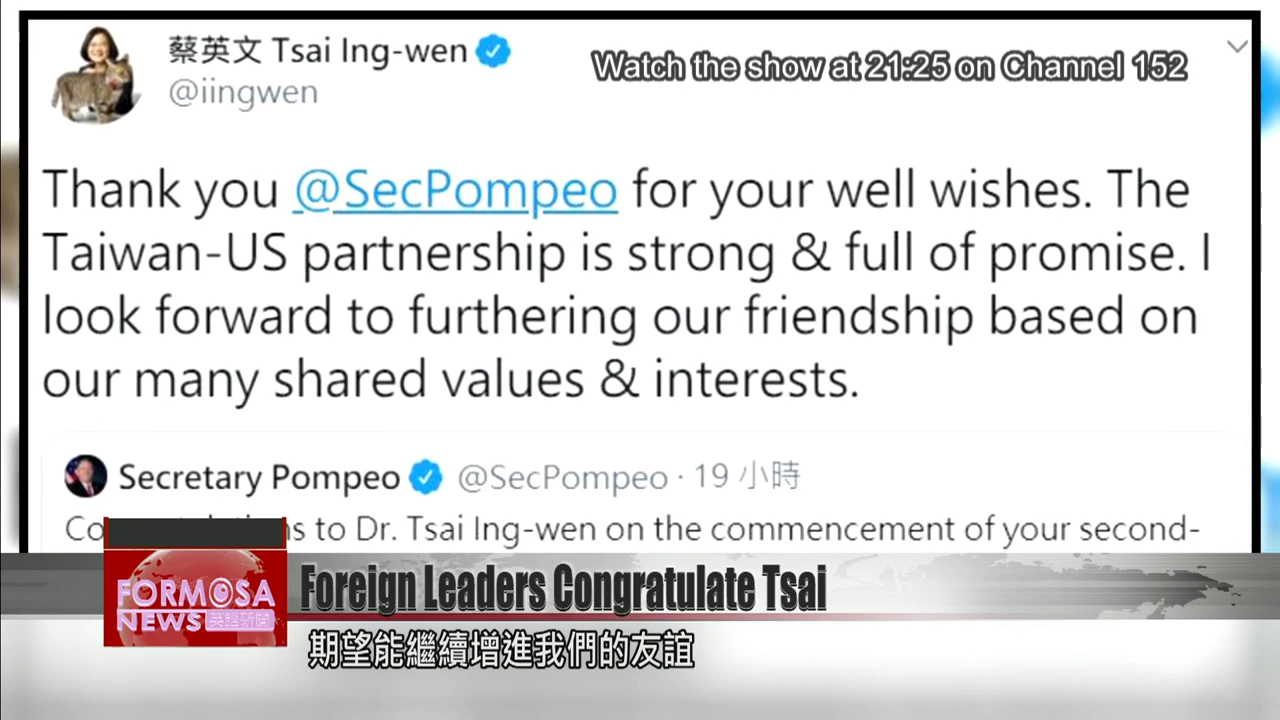 蔡英文 Tsai Ing-wen
@iingwen
Watch the show at 21:25 on Channel 152
Thank you @SecPompeo for your well wishes. The
Taiwan-US partnership is strong & full of promise. I
look forward to furthering our friendship based on
our many shared values & interests.
Secretary Pompeo @SecPompeo · 19 小時
to Dr. Tsai Ing-wen on the commencement of your second-
Foreign Leaders Congratulate Tsai
FORMOSA
NEWS 英語新聞
期望能繼續增進我們的友誼